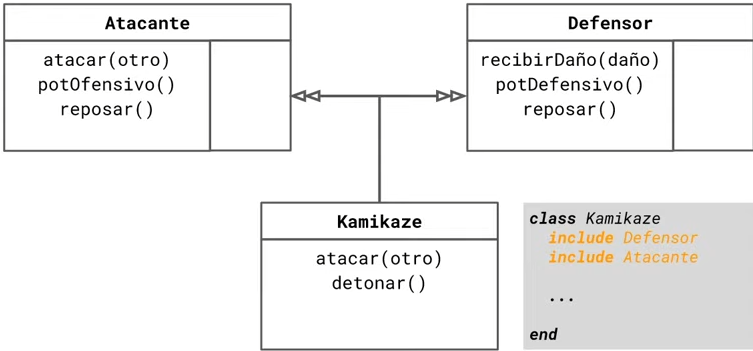 Atacante
atacar(otro)
potOfensivo()
reposar()
Defensor
recibirDaño(daño)
potDefensivo()
reposar()
Kamikaze
atacar(otro)
detonar()
class Kamikaze
include Defensor
include Atacante
...
end